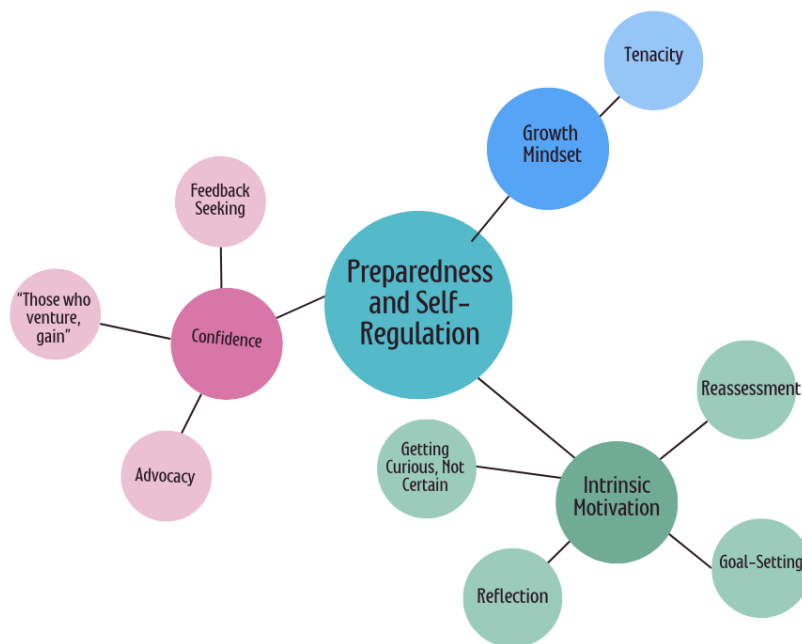 Tenacity
Growth
Mindset
Feedback
Seeking
Preparedness
and Self-
Regulation
“Those who
venture,
gain”
Confidence
Reassessment
Getting
Curious, Not
Certain
Advocacy
Intrinsic
Motivation
Goal-Setting
Reflection